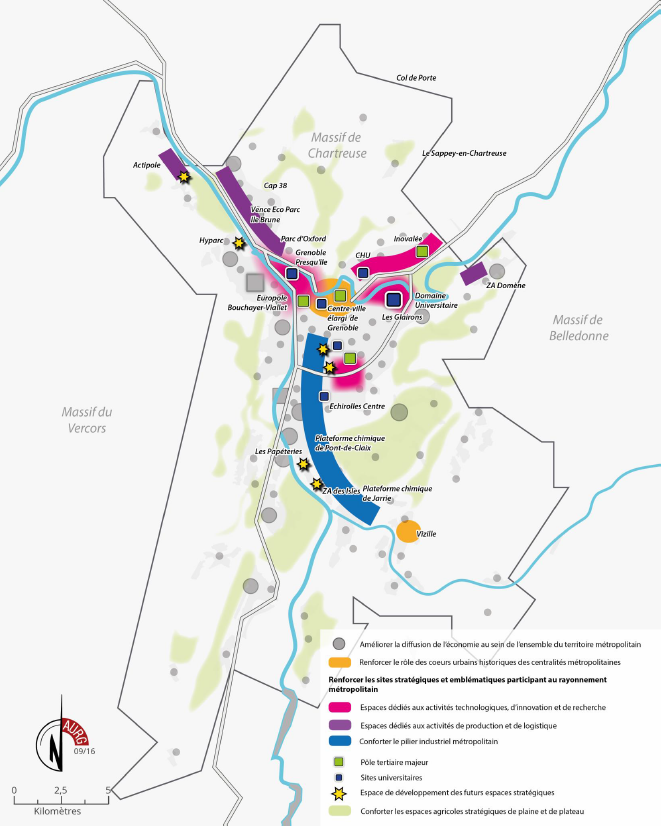 Col de Porte
Massif de
Chartreuse
Le Sappey-en-Chartreuse
Actipole
Cap 38
Vence Eco Parc
Ile Brune
Hyparc
Parc d'Oxford
Inovalée
Grenoble
Presqu'île
CHU
ZA Domène
Europole
Bouchayer-Viallet
Domaine
Universitaire
Centre-ville
élargi de
Grenoble
Les Glairons
Massif de
Belledonne
Massif du
Vercors
Echirolles Centre
Plateforme chimique
de Pont-de-Claix
Les Papéteries
ZA des Isles
Plateforme chimique
de Jarrie
Vizille
Améliorer la diffusion de l'économie au sein de l'ensemble du territoire métropolitain
Renforcer le rôle des coeurs urbains historiques des centralités métropolitaines
Renforcer les sites stratégiques et emblématiques participant au rayonnement
métropolitain
Espaces dédiés aux activités technologiques, d'innovation et de recherche
Espaces dédiés aux activités de production et de logistique
Conforter le pilier industriel métropolitain
Pôle tertiaire majeur
Sites universitaires
Espace de développement des futurs espaces stratégiques
Conforter les espaces agricoles stratégiques de plaine et de plateau
N
AURG
09/16
0 2,5 5
Kilomètres